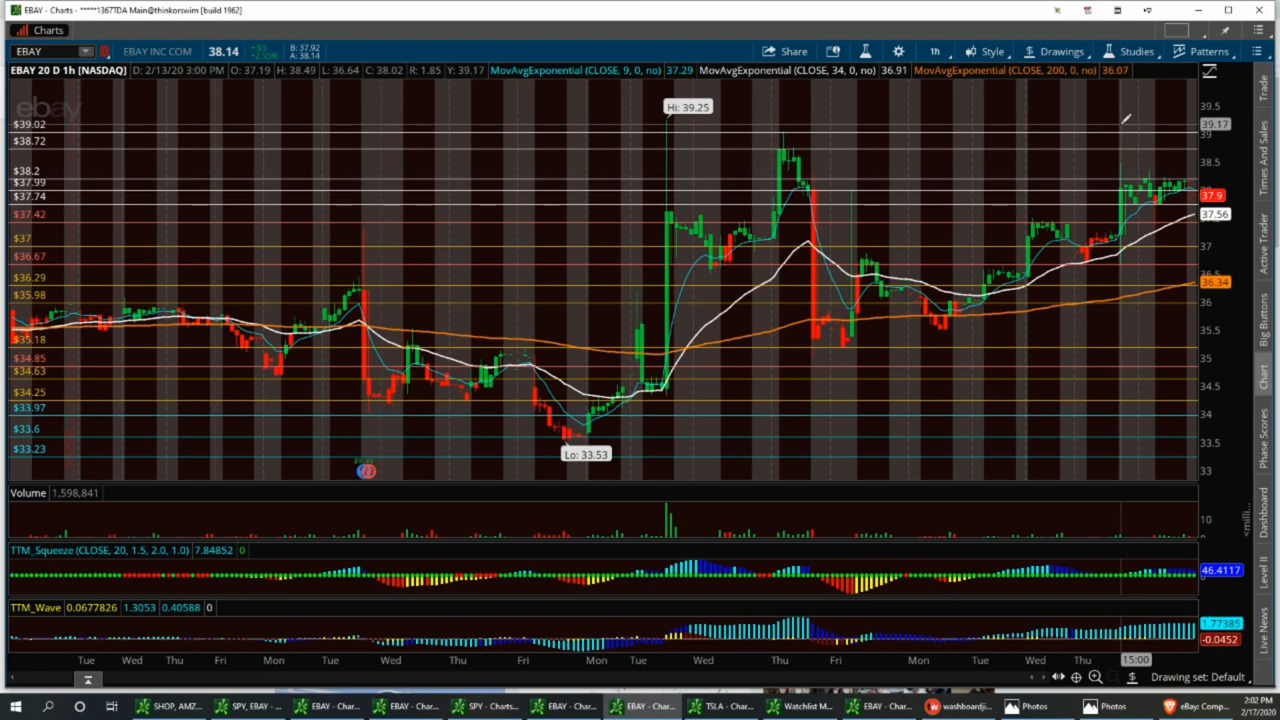 EBAY - Charts - *****1367TDA Main@thinkorswim [build 1962]
Charts
EBAY EBAY INC COM 38.14 +.95 +2.55% B: 37.92 A: 38.14 Share 1h Style Drawings Studies Patterns
EBAY 20 D 1h [NASDAQ] D: 2/13/20 3:00 PM O: 37.19 H: 38.49 L: 36.64 C: 38.02 R: 1.85 Y: 39.17 MovAvgExponential (CLOSE, 9, 0, no) 37.29 MovAvgExponential (CLOSE, 34, 0, no) 36.91 MovAvgExponential (CLOSE, 200, 0, no) 36.07
ebay
Hi: 39.25
Lo: 33.53
$39.02
$38.72
$38.2
$37.99
$37.74
$37.42
$37
$36.67
$36.29
$35.98
$35.18
$34.85
$34.63
$34.25
$33.97
$33.6
$33.23
39.5
39.17
39
38.5
37.9
37.56
37
36.5
36.34
36
35.5
35
34.5
34
33.5
33
Trade
Times And Sales
Active Trader
Big Buttons
Chart
Phase Scores
Dashboard
Level II
Live News
Volume 1,598,841
10
<milli...
TTM_Squeeze (CLOSE, 20, 1.5, 2.0, 1.0) 7.84852 0
46.4117
TTM_Wave 0.0677826 1.3053 0.40588 0
1.77385
-0.0452
Tue Wed Thu Fri Mon Tue Wed Thu Fri Mon Tue Wed Thu Fri Mon Tue Wed Thu 15:00
Drawing set: Default
SHOP, AMZ... SPY, EBAY - ... EBAY - Char... EBAY - Char... SPY - Charts... EBAY - Char... EBAY - Char... TSLA - Char... Watchlist M... EBAY - Char... washboardji... Photos Photos eBay: Comp...
2:02 PM
2/17/2020